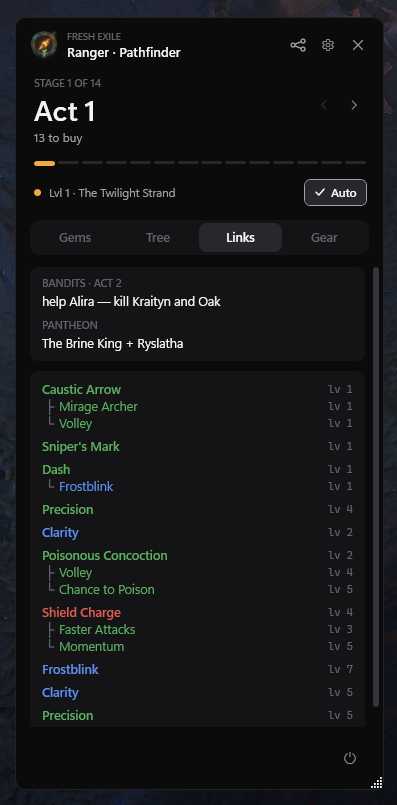 FRESH EXILE
Ranger · Pathfinder
STAGE 1 OF 14
Act 1
13 to buy
Lvl 1 · The Twilight Strand
Auto
Gems Tree Links Gear
BANDITS · ACT 2
help Alira — kill Kraityn and Oak
PANTHEON
The Brine King + Ryslatha
Caustic Arrow lv 1
├ Mirage Archer lv 1
└ Volley lv 1
Sniper's Mark lv 1
Dash lv 1
└ Frostblink lv 1
Precision lv 4
Clarity lv 2
Poisonous Concoction lv 2
├ Volley lv 4
└ Chance to Poison lv 5
Shield Charge lv 4
├ Faster Attacks lv 3
└ Momentum lv 5
Frostblink lv 7
Clarity lv 5
Precision lv 5